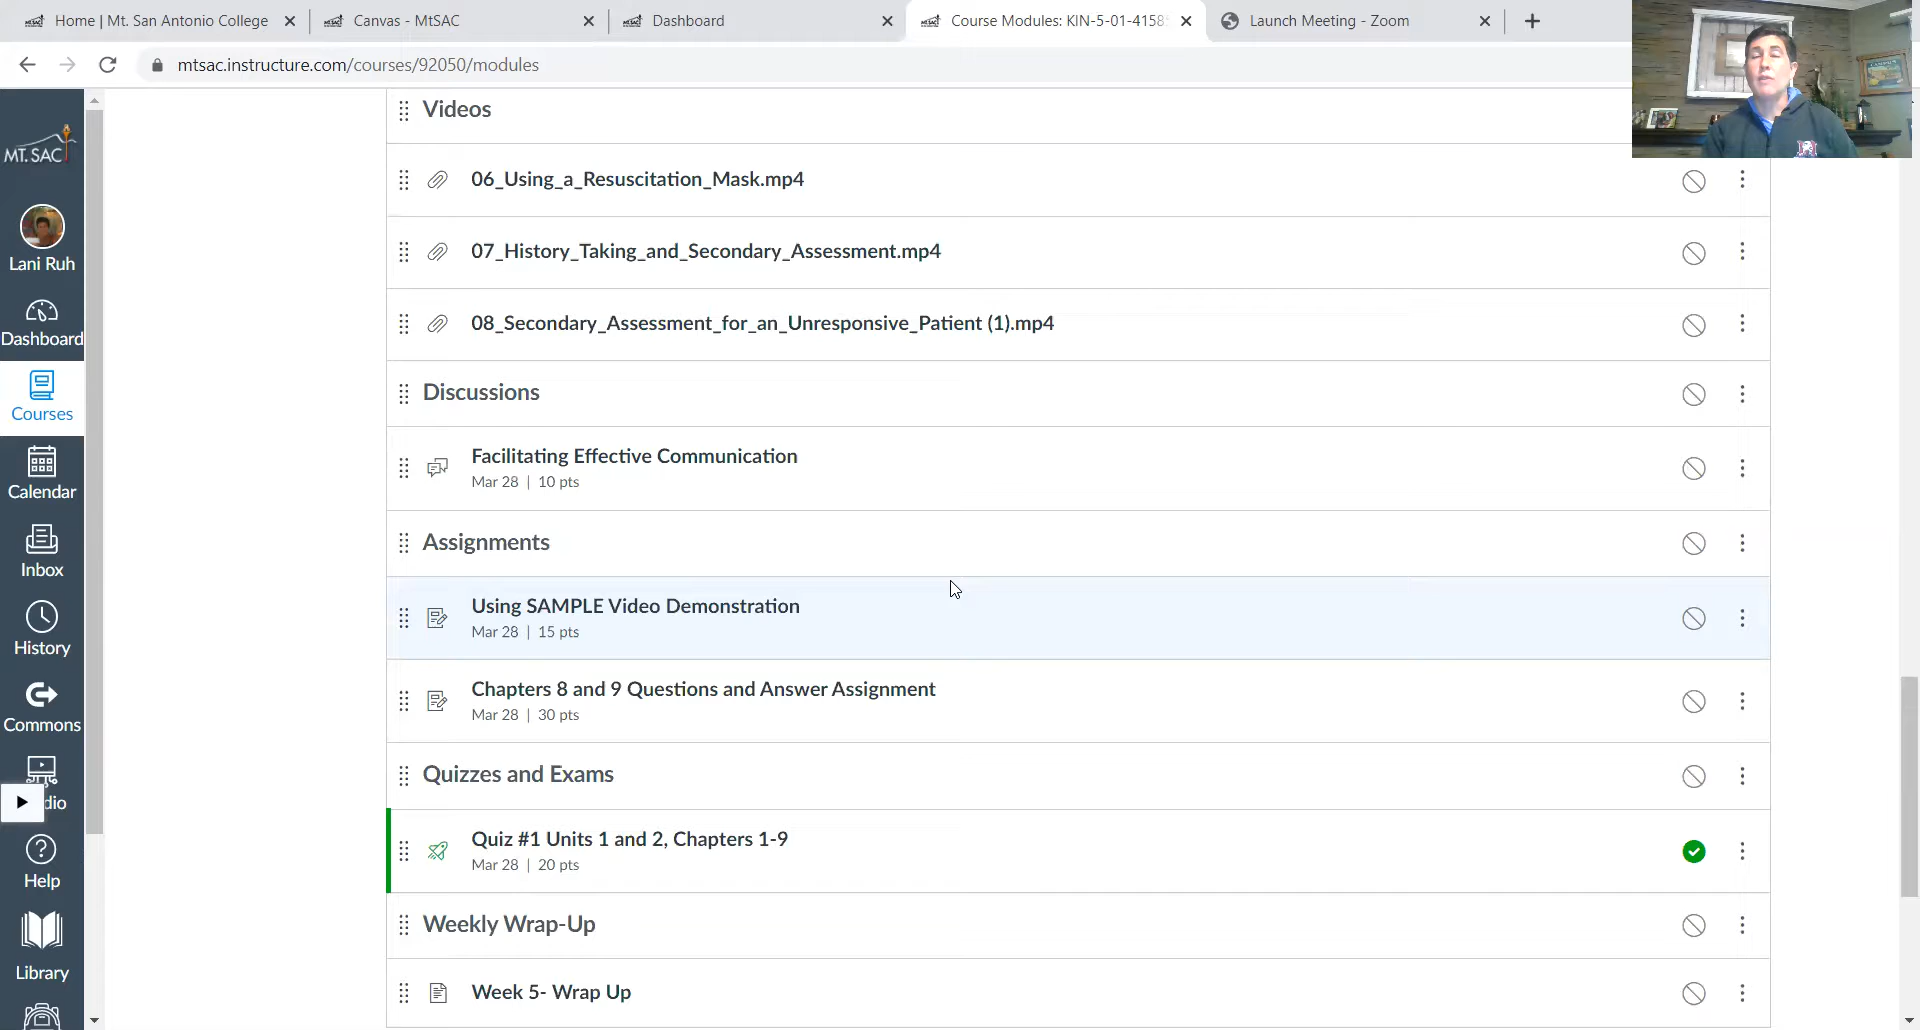 Home | Mt. San Antonio College
Canvas - MtSAC
Dashboard
Course Modules: KIN-5-01-4158
Launch Meeting - Zoom
mtsac.instructure.com/courses/92050/modules
MT. SAC
Lani Ruh
Dashboard
Courses
Calendar
Inbox
History
Commons
dio
Help
Library
Videos
06_Using_a_Resuscitation_Mask.mp4
07_History_Taking_and_Secondary_Assessment.mp4
08_Secondary_Assessment_for_an_Unresponsive_Patient (1).mp4
Discussions
Facilitating Effective Communication
Mar 28 | 10 pts
Assignments
Using SAMPLE Video Demonstration
Mar 28 | 15 pts
Chapters 8 and 9 Questions and Answer Assignment
Mar 28 | 30 pts
Quizzes and Exams
Quiz #1 Units 1 and 2, Chapters 1-9
Mar 28 | 20 pts
Weekly Wrap-Up
Week 5- Wrap Up